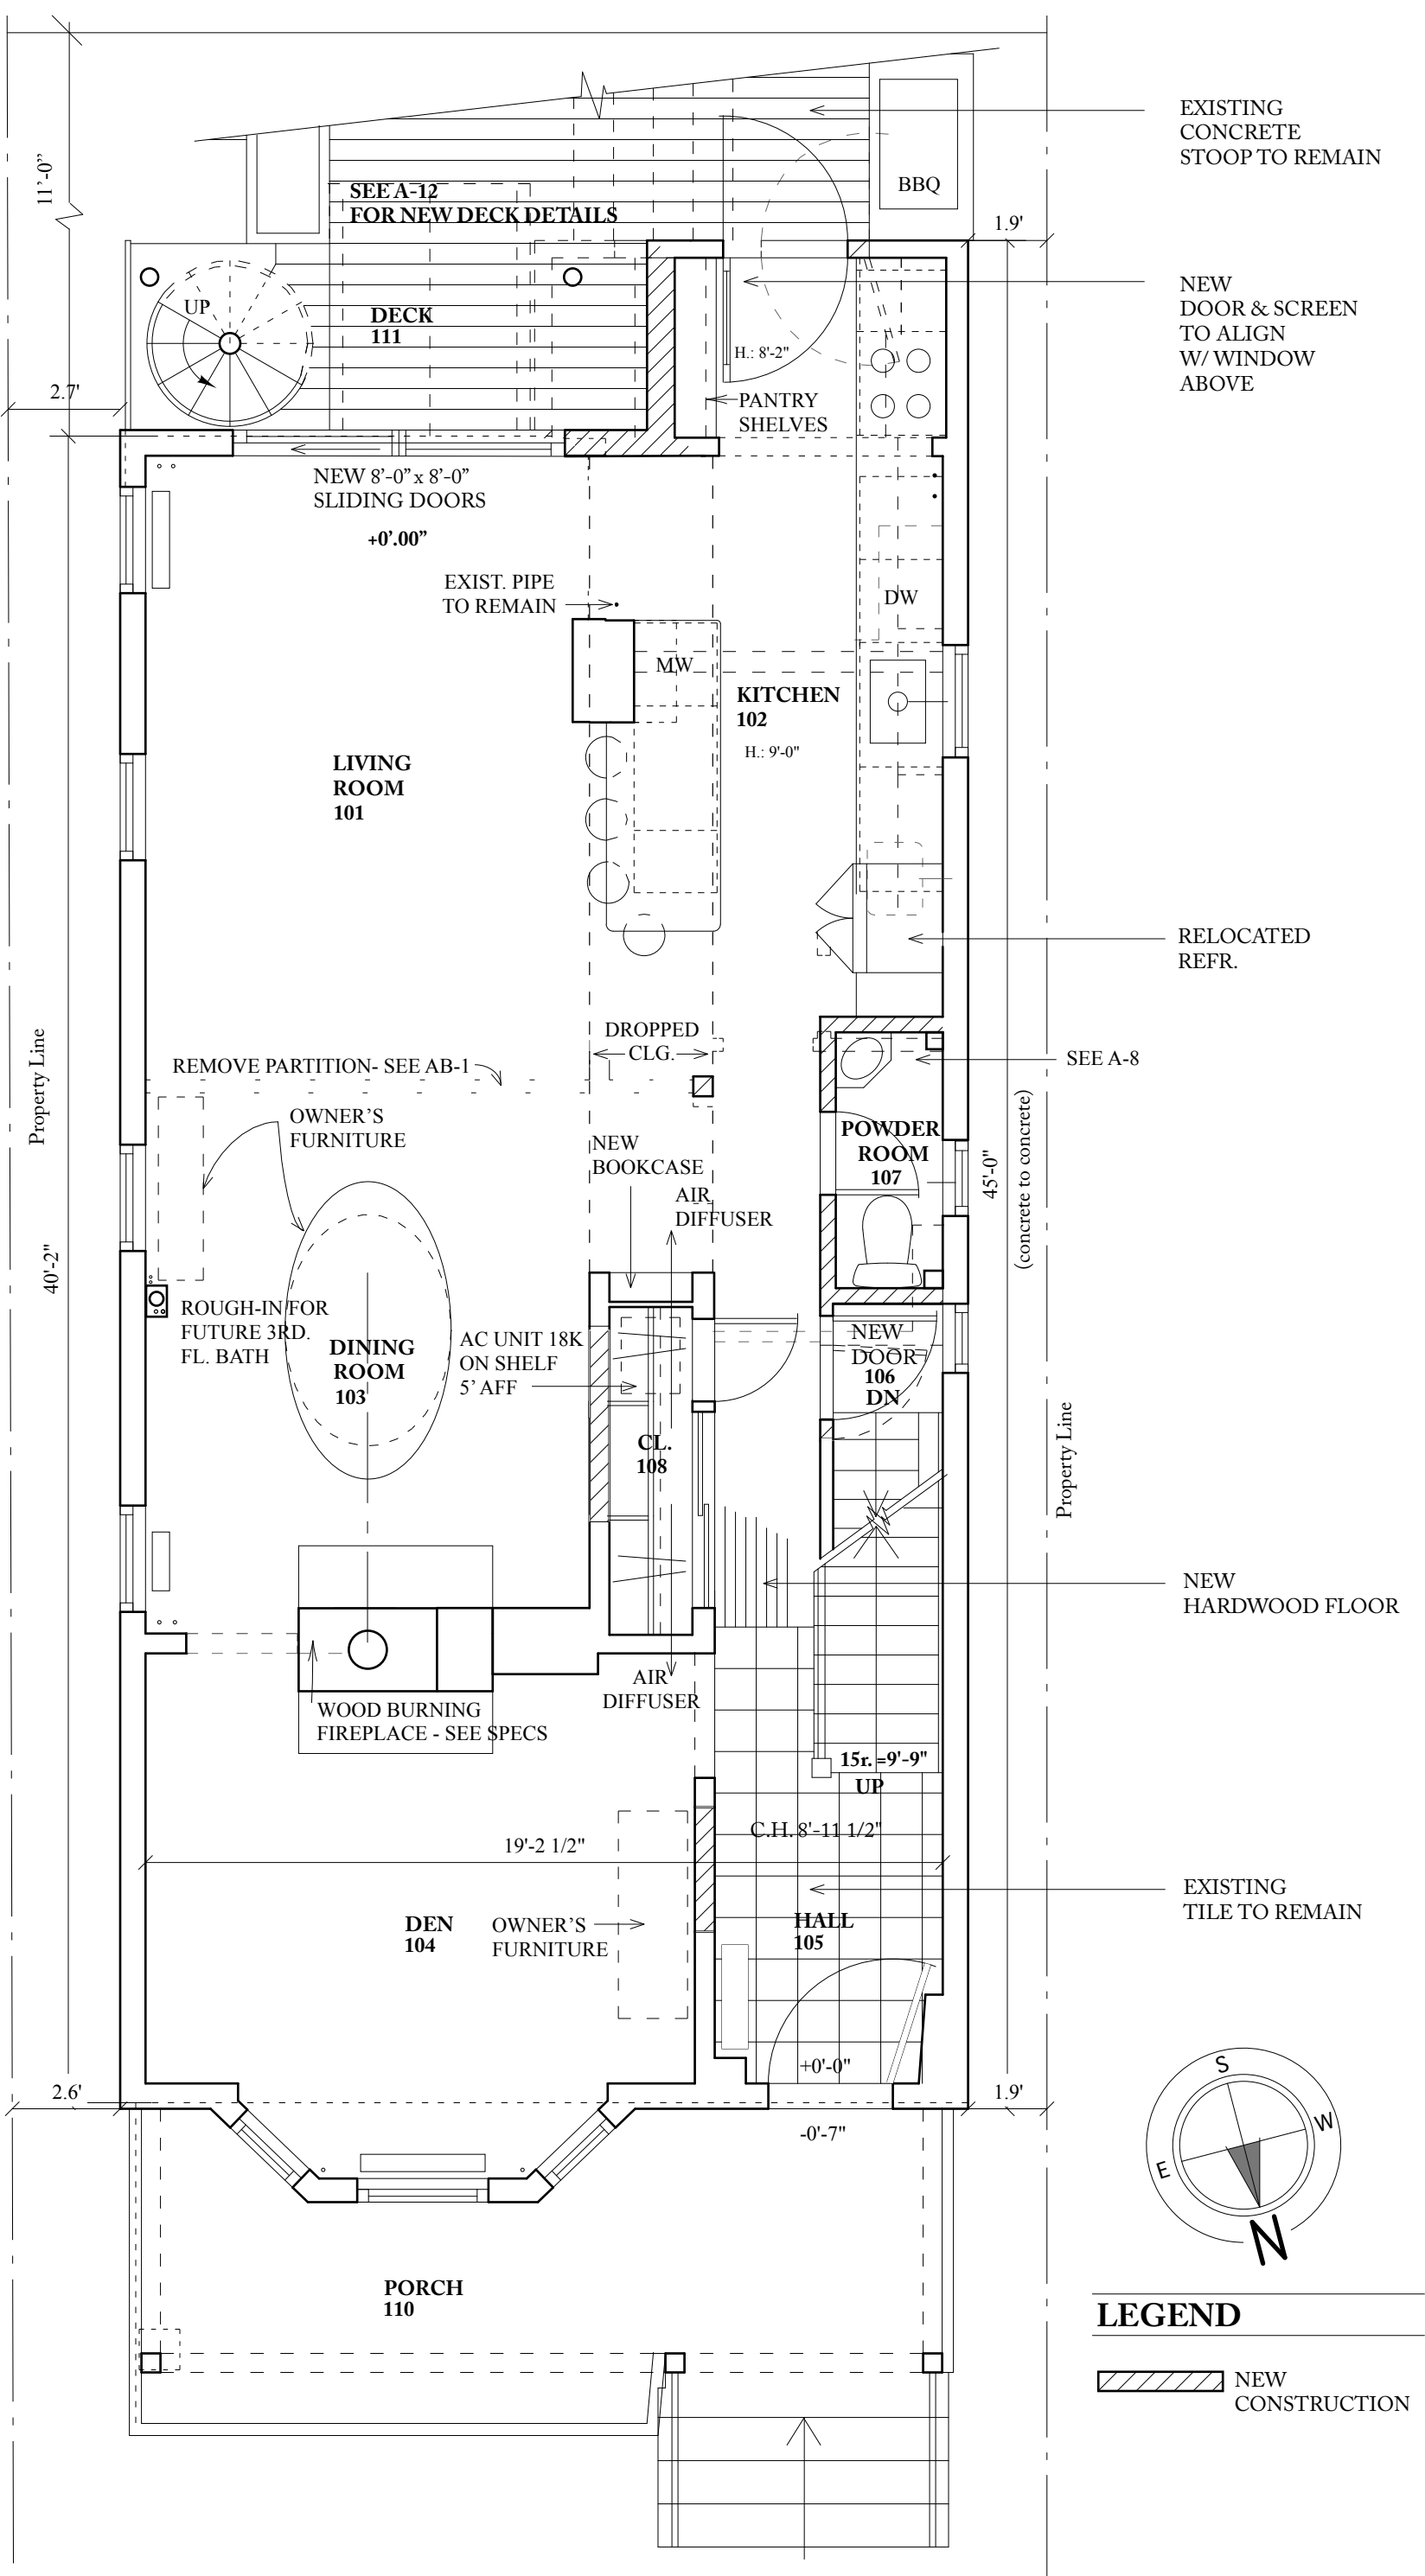 EXISTING
CONCRETE
STOOP TO REMAIN
11'-0"
BBQ
SEE A-12
FOR NEW DECK DETAILS
1.9'
NEW
DOOR & SCREEN
TO ALIGN
W/ WINDOW
ABOVE
UP
DECK
111
H.: 8'-2"
2.7'
PANTRY
SHELVES
NEW 8'-0" x 8'-0"
SLIDING DOORS
+0'.00"
EXIST. PIPE
TO REMAIN
DW
MW
KITCHEN
102
H.: 9'-0"
LIVING
ROOM
101
RELOCATED
REFR.
DROPPED
CLG.
SEE A-8
REMOVE PARTITION- SEE AB-1
Property Line
OWNER'S
FURNITURE
NEW
BOOKCASE
POWDER
ROOM
107
45'-0"
(concrete to concrete)
AIR
DIFFUSER
40'-2"
ROUGH-IN FOR
FUTURE 3RD.
FL. BATH
DINING
ROOM
103
AC UNIT 18K
ON SHELF
5' AFF
NEW
DOOR
106
DN
CL.
108
Property Line
NEW
HARDWOOD FLOOR
AIR
DIFFUSER
WOOD BURNING
FIREPLACE - SEE SPECS
15r. =9'-9"
UP
C.H. 8'-11 1/2"
19'-2 1/2"
EXISTING
TILE TO REMAIN
DEN
104
OWNER'S
FURNITURE
HALL
105
+0'-0"
2.6'
1.9'
-0'-7"
S
W
E
N
PORCH
110
LEGEND
NEW
CONSTRUCTION